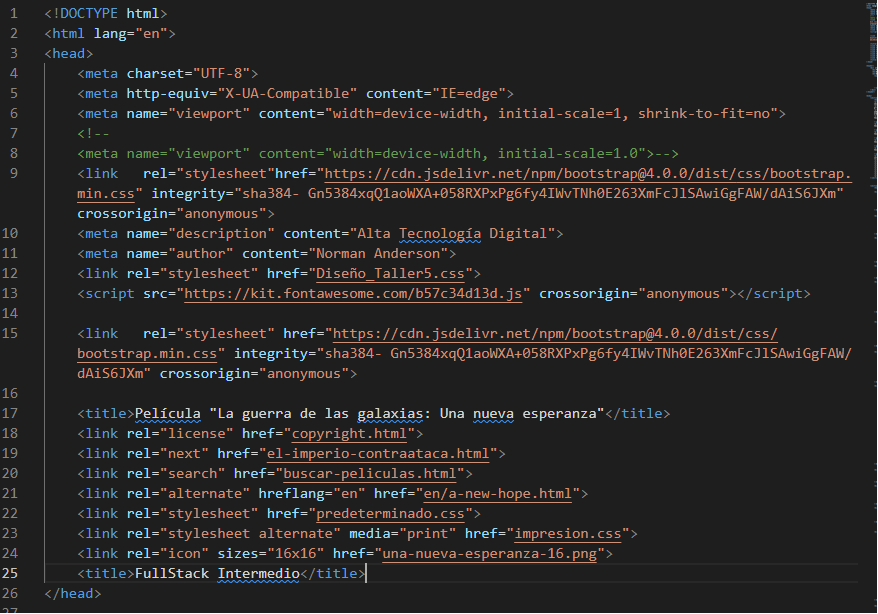 1 <!DOCTYPE html>
2 <html lang="en">
3 <head>
4 <meta charset="UTF-8">
5 <meta http-equiv="X-UA-Compatible" content="IE=edge">
6 <meta name="viewport" content="width=device-width, initial-scale=1, shrink-to-fit=no">
7 <!--
8 <meta name="viewport" content="width=device-width, initial-scale=1.0">-->
9 <link   rel="stylesheet"href="https://cdn.jsdelivr.net/npm/bootstrap@4.0.0/dist/css/bootstrap.
min.css" integrity="sha384- Gn5384xqQ1aoWXA+058RXPxPg6fy4IWvTNh0E263XmFcJlSAwiGgFAW/dAiS6JXm"
crossorigin="anonymous">
10 <meta name="description" content="Alta Tecnología Digital">
11 <meta name="author" content="Norman Anderson">
12 <link rel="stylesheet" href="Diseño_Taller5.css">
13 <script src="https://kit.fontawesome.com/b57c34d13d.js" crossorigin="anonymous"></script>
14
15 <link   rel="stylesheet" href="https://cdn.jsdelivr.net/npm/bootstrap@4.0.0/dist/css/
bootstrap.min.css" integrity="sha384- Gn5384xqQ1aoWXA+058RXPxPg6fy4IWvTNh0E263XmFcJlSAwiGgFAW/
dAiS6JXm" crossorigin="anonymous">
16
17 <title>Película "La guerra de las galaxias: Una nueva esperanza"</title>
18 <link rel="license" href="copyright.html">
19 <link rel="next" href="el-imperio-contraataca.html">
20 <link rel="search" href="buscar-peliculas.html">
21 <link rel="alternate" hreflang="en" href="en/a-new-hope.html">
22 <link rel="stylesheet" href="predeterminado.css">
23 <link rel="stylesheet alternate" media="print" href="impresion.css">
24 <link rel="icon" sizes="16x16" href="una-nueva-esperanza-16.png">
25 <title>FullStack Intermedio</title>
26 </head>
27